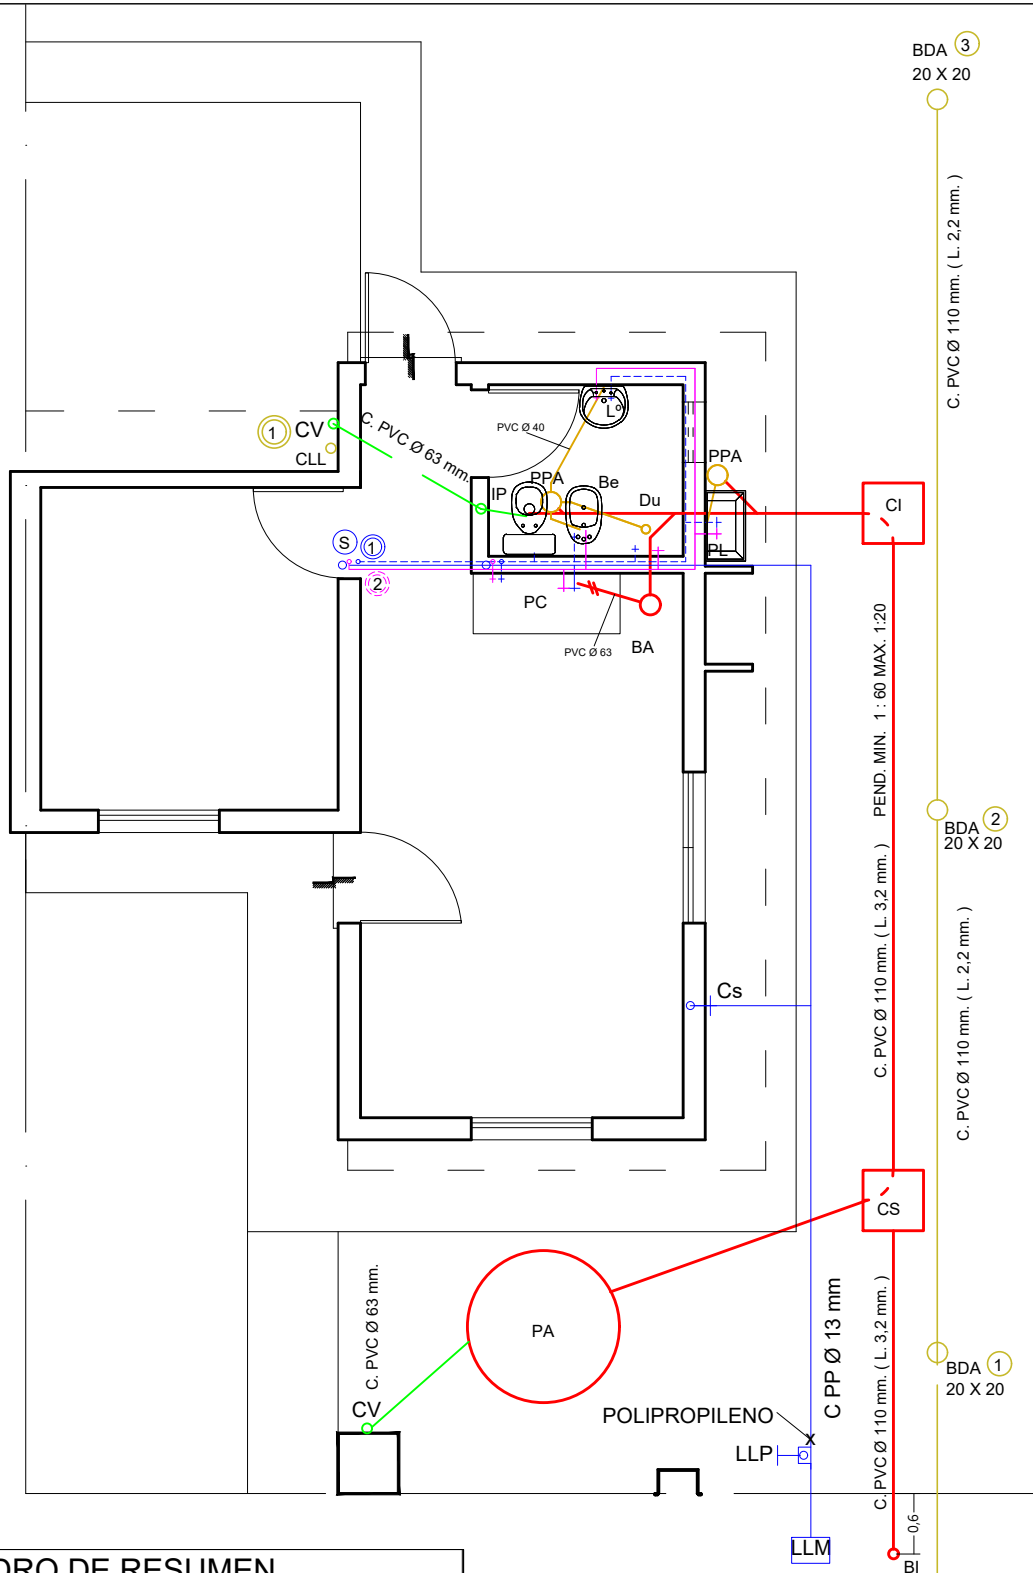 BDA 3
20 X 20
C. PVC Ø 110 mm. ( L. 2,2 mm. )
1 CV
CLL
C. PVC Ø 63 mm.
PVC Ø 40
L
PPA
IP
Be
Du
PPA
CI
S 1
2
PL
PC
BA
PVC Ø 63
C. PVC Ø 110 mm. ( L. 3,2 mm. ) PEND. MIN. 1 : 60 MAX. 1:20
BDA 2
20 X 20
C. PVC Ø 110 mm. ( L. 2,2 mm. )
Cs
CS
C. PVC Ø 63 mm.
PA
C PP Ø 13 mm
C. PVC Ø 110 mm. ( L. 3,2 mm. )
BDA 1
20 X 20
CV
POLIPROPILENO
X
LLP
LLM
0,6
BI
DRO DE RESUMEN